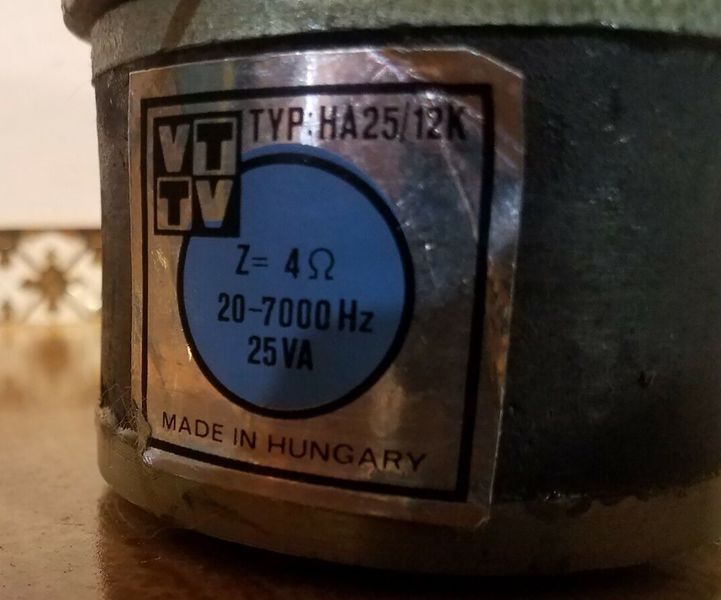 VT
TV
TYP:HA25/12K
Z= 4Ω
20-7000 Hz
25VA
MADE IN HUNGARY